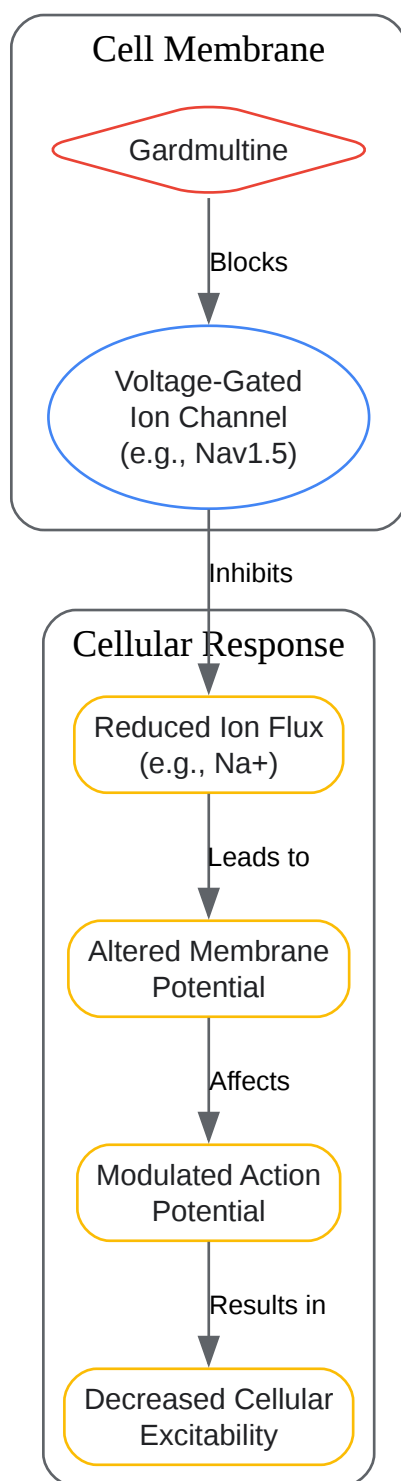 Cell Membrane
Gardmultine
Blocks
Voltage-Gated
Ion Channel
(e.g., Nav1.5)
Inhibits
Cellular Response
Reduced Ion Flux
(e.g., Na+)
Leads to
Altered Membrane
Potential
Affects
Modulated Action
Potential
Results in
Decreased Cellular
Excitability